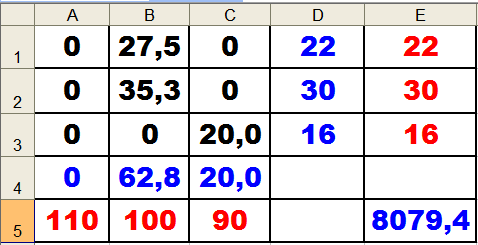 A B C D E
1 0 27,5 0 22 22
2 0 35,3 0 30 30
3 0 0 20,0 16 16
4 0 62,8 20,0
5 110 100 90 8079,4